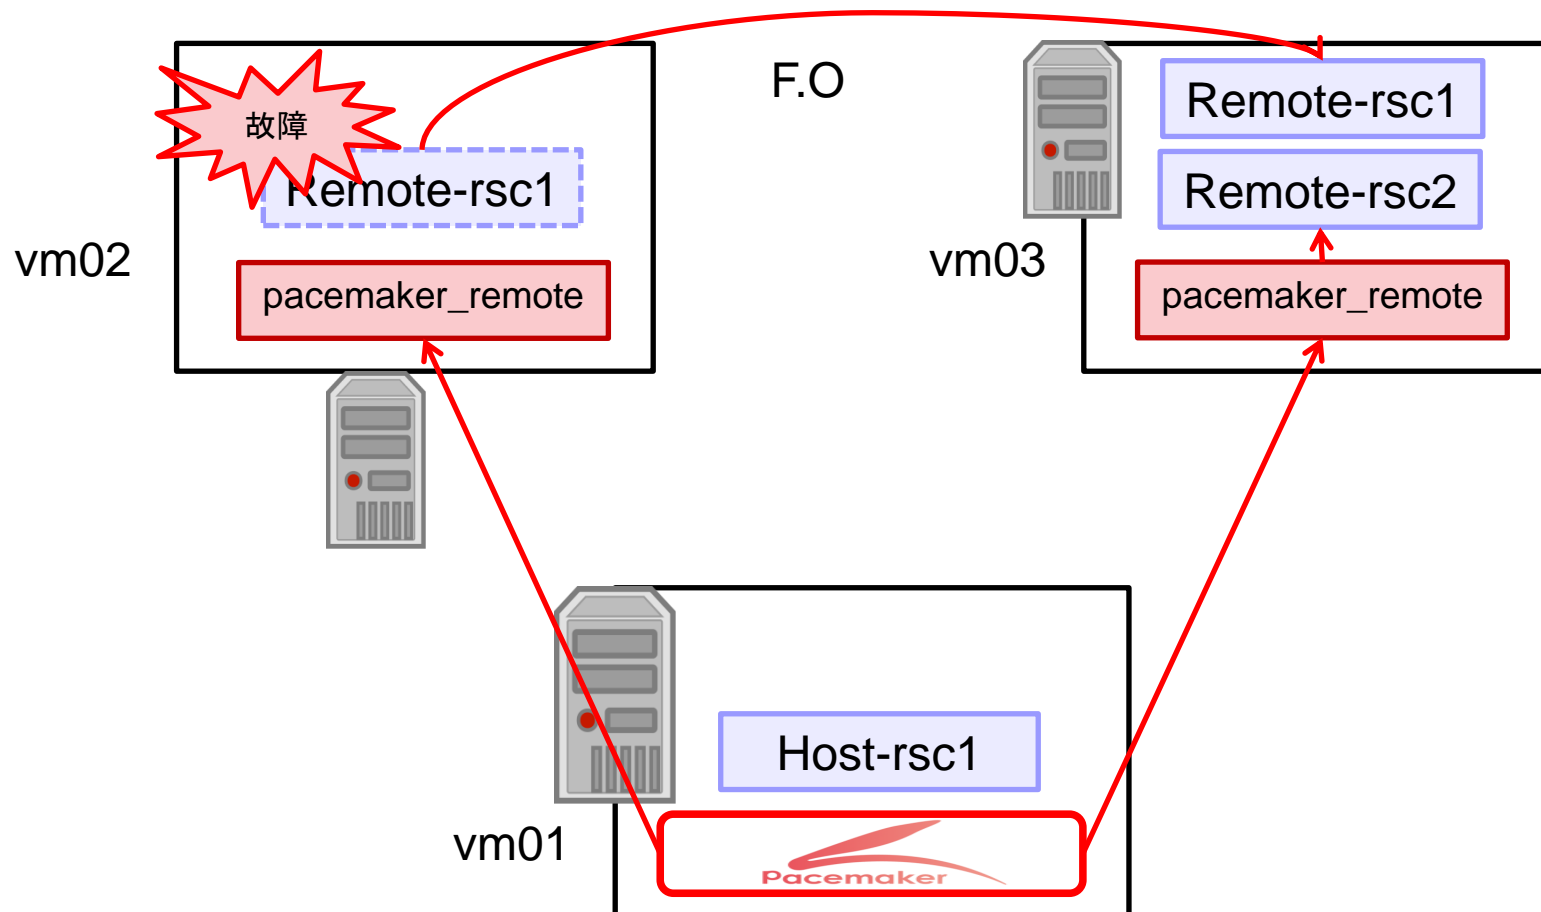 F.O
故障
Remote-rsc1
vm02
pacemaker_remote
Remote-rsc1
Remote-rsc2
vm03
pacemaker_remote
Host-rsc1
vm01
Pacemaker